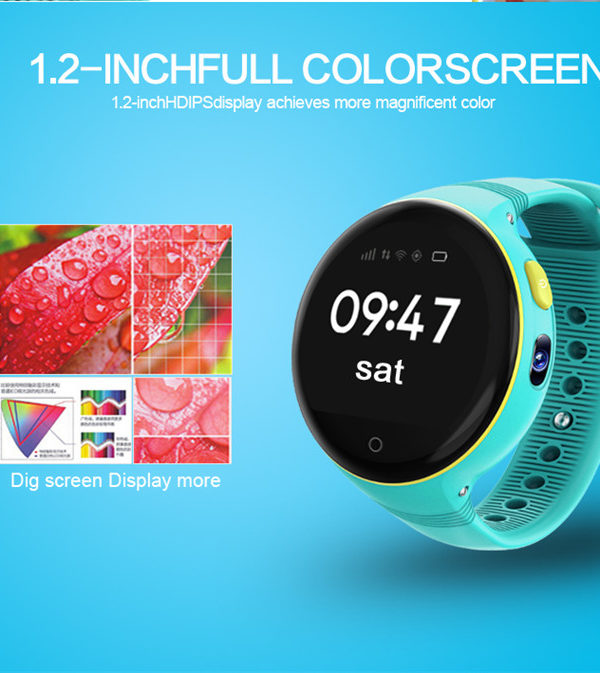 1.2-INCHFULL COLORSCREEN
1.2-inchHDIPSdisplay achieves more magnificent color
09:47
sat
Dig screen Display more